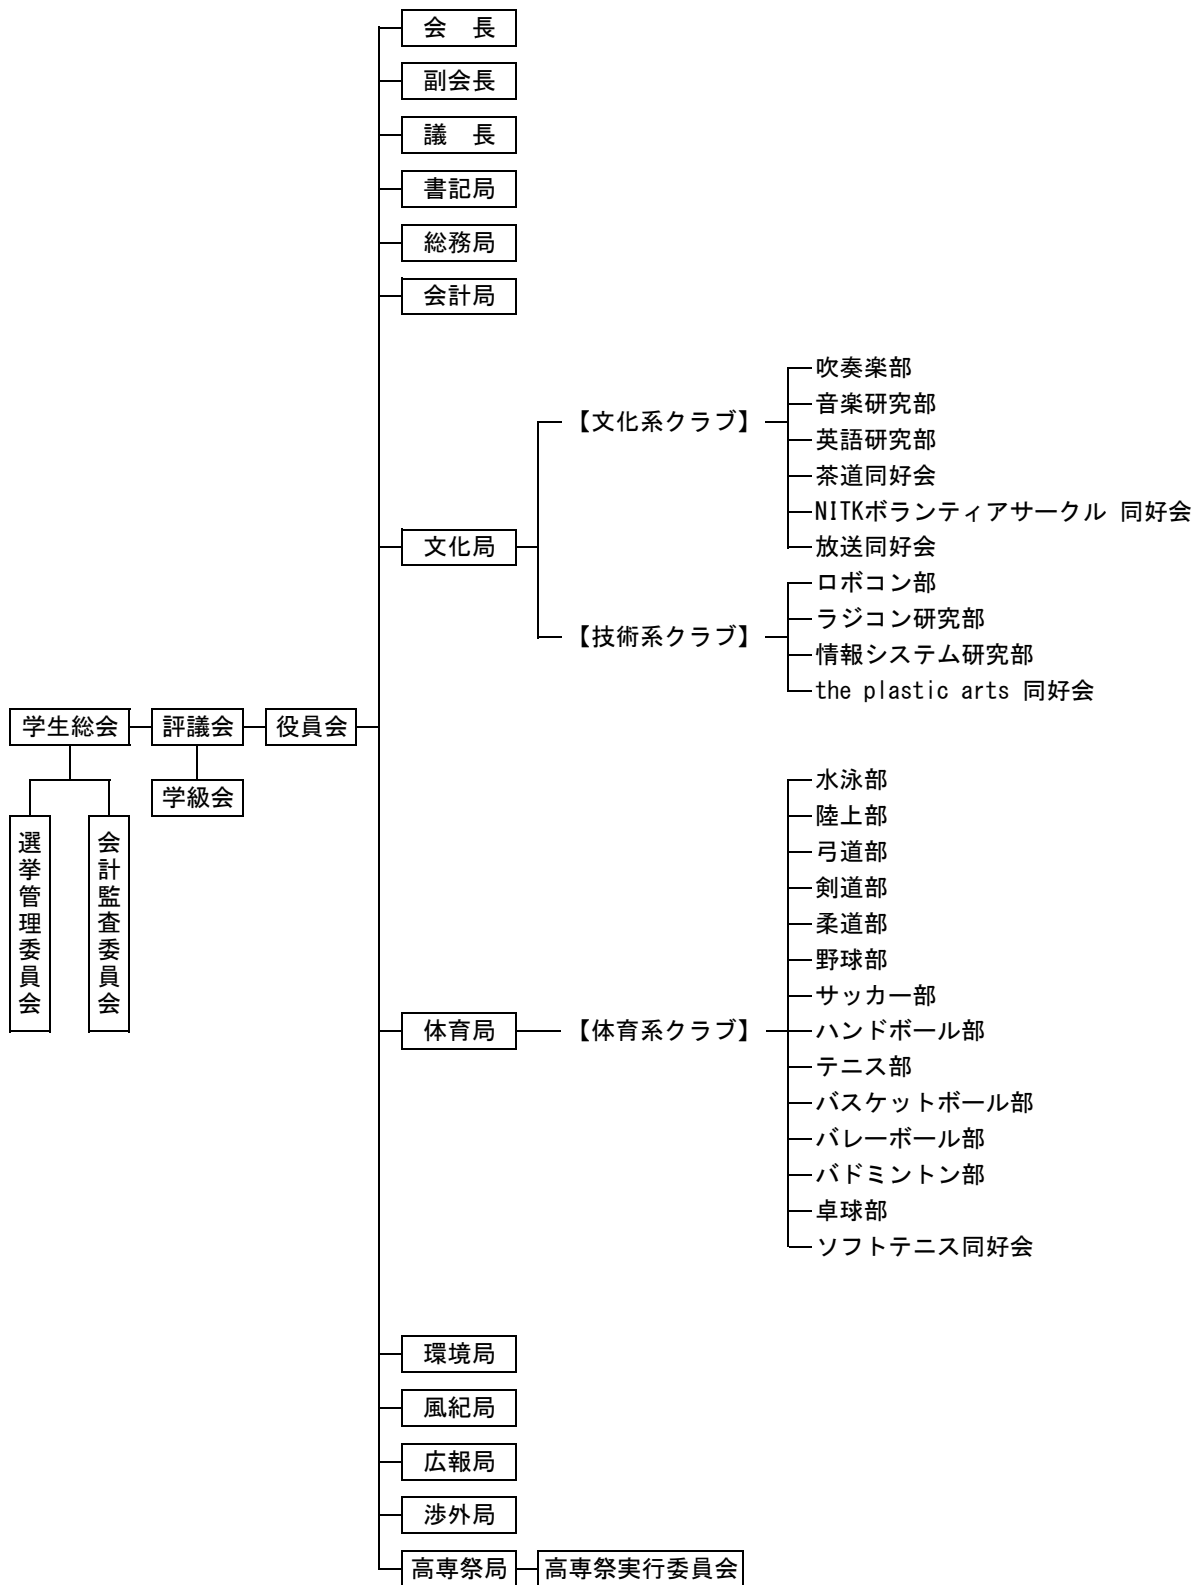 会　長
副会長
議　長
書記局
総務局
会計局
吹奏楽部
音楽研究部
【文化系クラブ】
英語研究部
茶道同好会
NITKボランティアサークル 同好会
文化局
放送同好会
ロボコン部
ラジコン研究部
【技術系クラブ】
情報システム研究部
the plastic arts 同好会
学生総会
評議会
役員会
学級会
選挙管理委員会
会計監査委員会
水泳部
陸上部
弓道部
剣道部
柔道部
野球部
サッカー部
体育局
【体育系クラブ】
ハンドボール部
テニス部
バスケットボール部
バレーボール部
バドミントン部
卓球部
ソフトテニス同好会
環境局
風紀局
広報局
渉外局
高専祭局
高専祭実行委員会